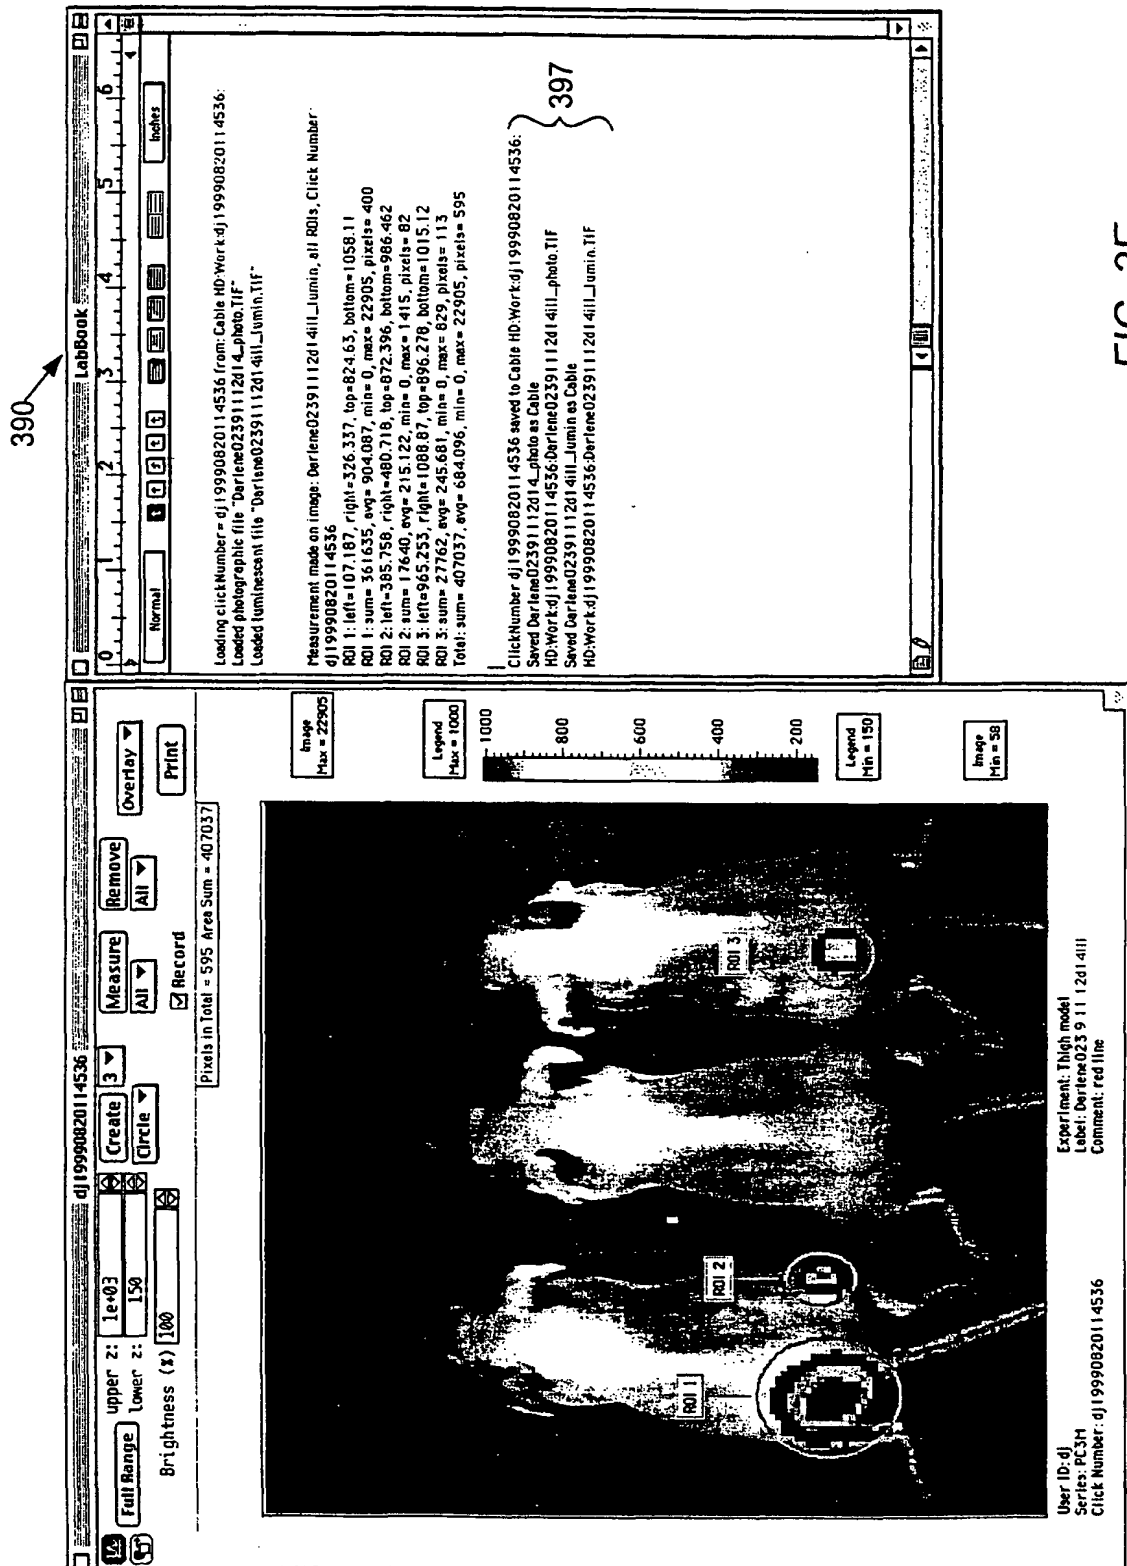 390
dj19990820114536
Full Range
upper z: 1e+03
lower z: 150
Brightness (%) 100
Create 3
Circle
Measure
All
Record
Remove
All
Overlay
Print
Pixels in Total = 595 Area Sum = 407037
ROI 1
ROI 2
ROI 3
Image
Max = 22905
Legend
Max = 1000
1000
800
600
400
200
Legend
Min = 150
Image
Min = 58
User ID: dj
Series: PC3M
Click Number: dj19990820114536
Experiment: Thigh model
Label: Darlene023 9 11 12d14ill
Comment: red line
LabBook
0 1 2 3 4 5 6
Normal
Inches
Loading clickNumber = dj19990820114536 from: Cable HD:Work:dj19990820114536:
Loaded photographic file "Darlene02391112d14_photo.TIF"
Loaded luminescent file "Darlene02391112d14ill_lumin.TIF"
Measurement made on image: Darlene02391112d14ill_lumin, all ROIs, Click Number:
dj19990820114536
ROI 1: left=107.187, right=326.337, top=824.63, bottom=1058.11
ROI 1: sum= 361635, avg= 904.087, min= 0, max= 22905, pixels= 400
ROI 2: left=385.758, right=480.718, top=872.396, bottom=986.462
ROI 2: sum= 17640, avg= 215.122, min= 0, max= 1415, pixels= 82
ROI 3: left=965.253, right=1088.87, top=896.278, bottom=1015.12
ROI 3: sum= 27762, avg= 245.681, min= 0, max= 829, pixels= 113
Total: sum= 407037, avg= 684.096, min= 0, max= 22905, pixels= 595
ClickNumber dj19990820114536 saved to Cable HD:Work:dj19990820114536:
Saved Darlene02391112d14_photo as Cable
HD:Work:dj19990820114536:Darlene02391112d14ill_photo.TIF
Saved Darlene02391112d14ill_lumin as Cable
HD:Work:dj19990820114536:Darlene02391112d14ill_lumin.TIF
397